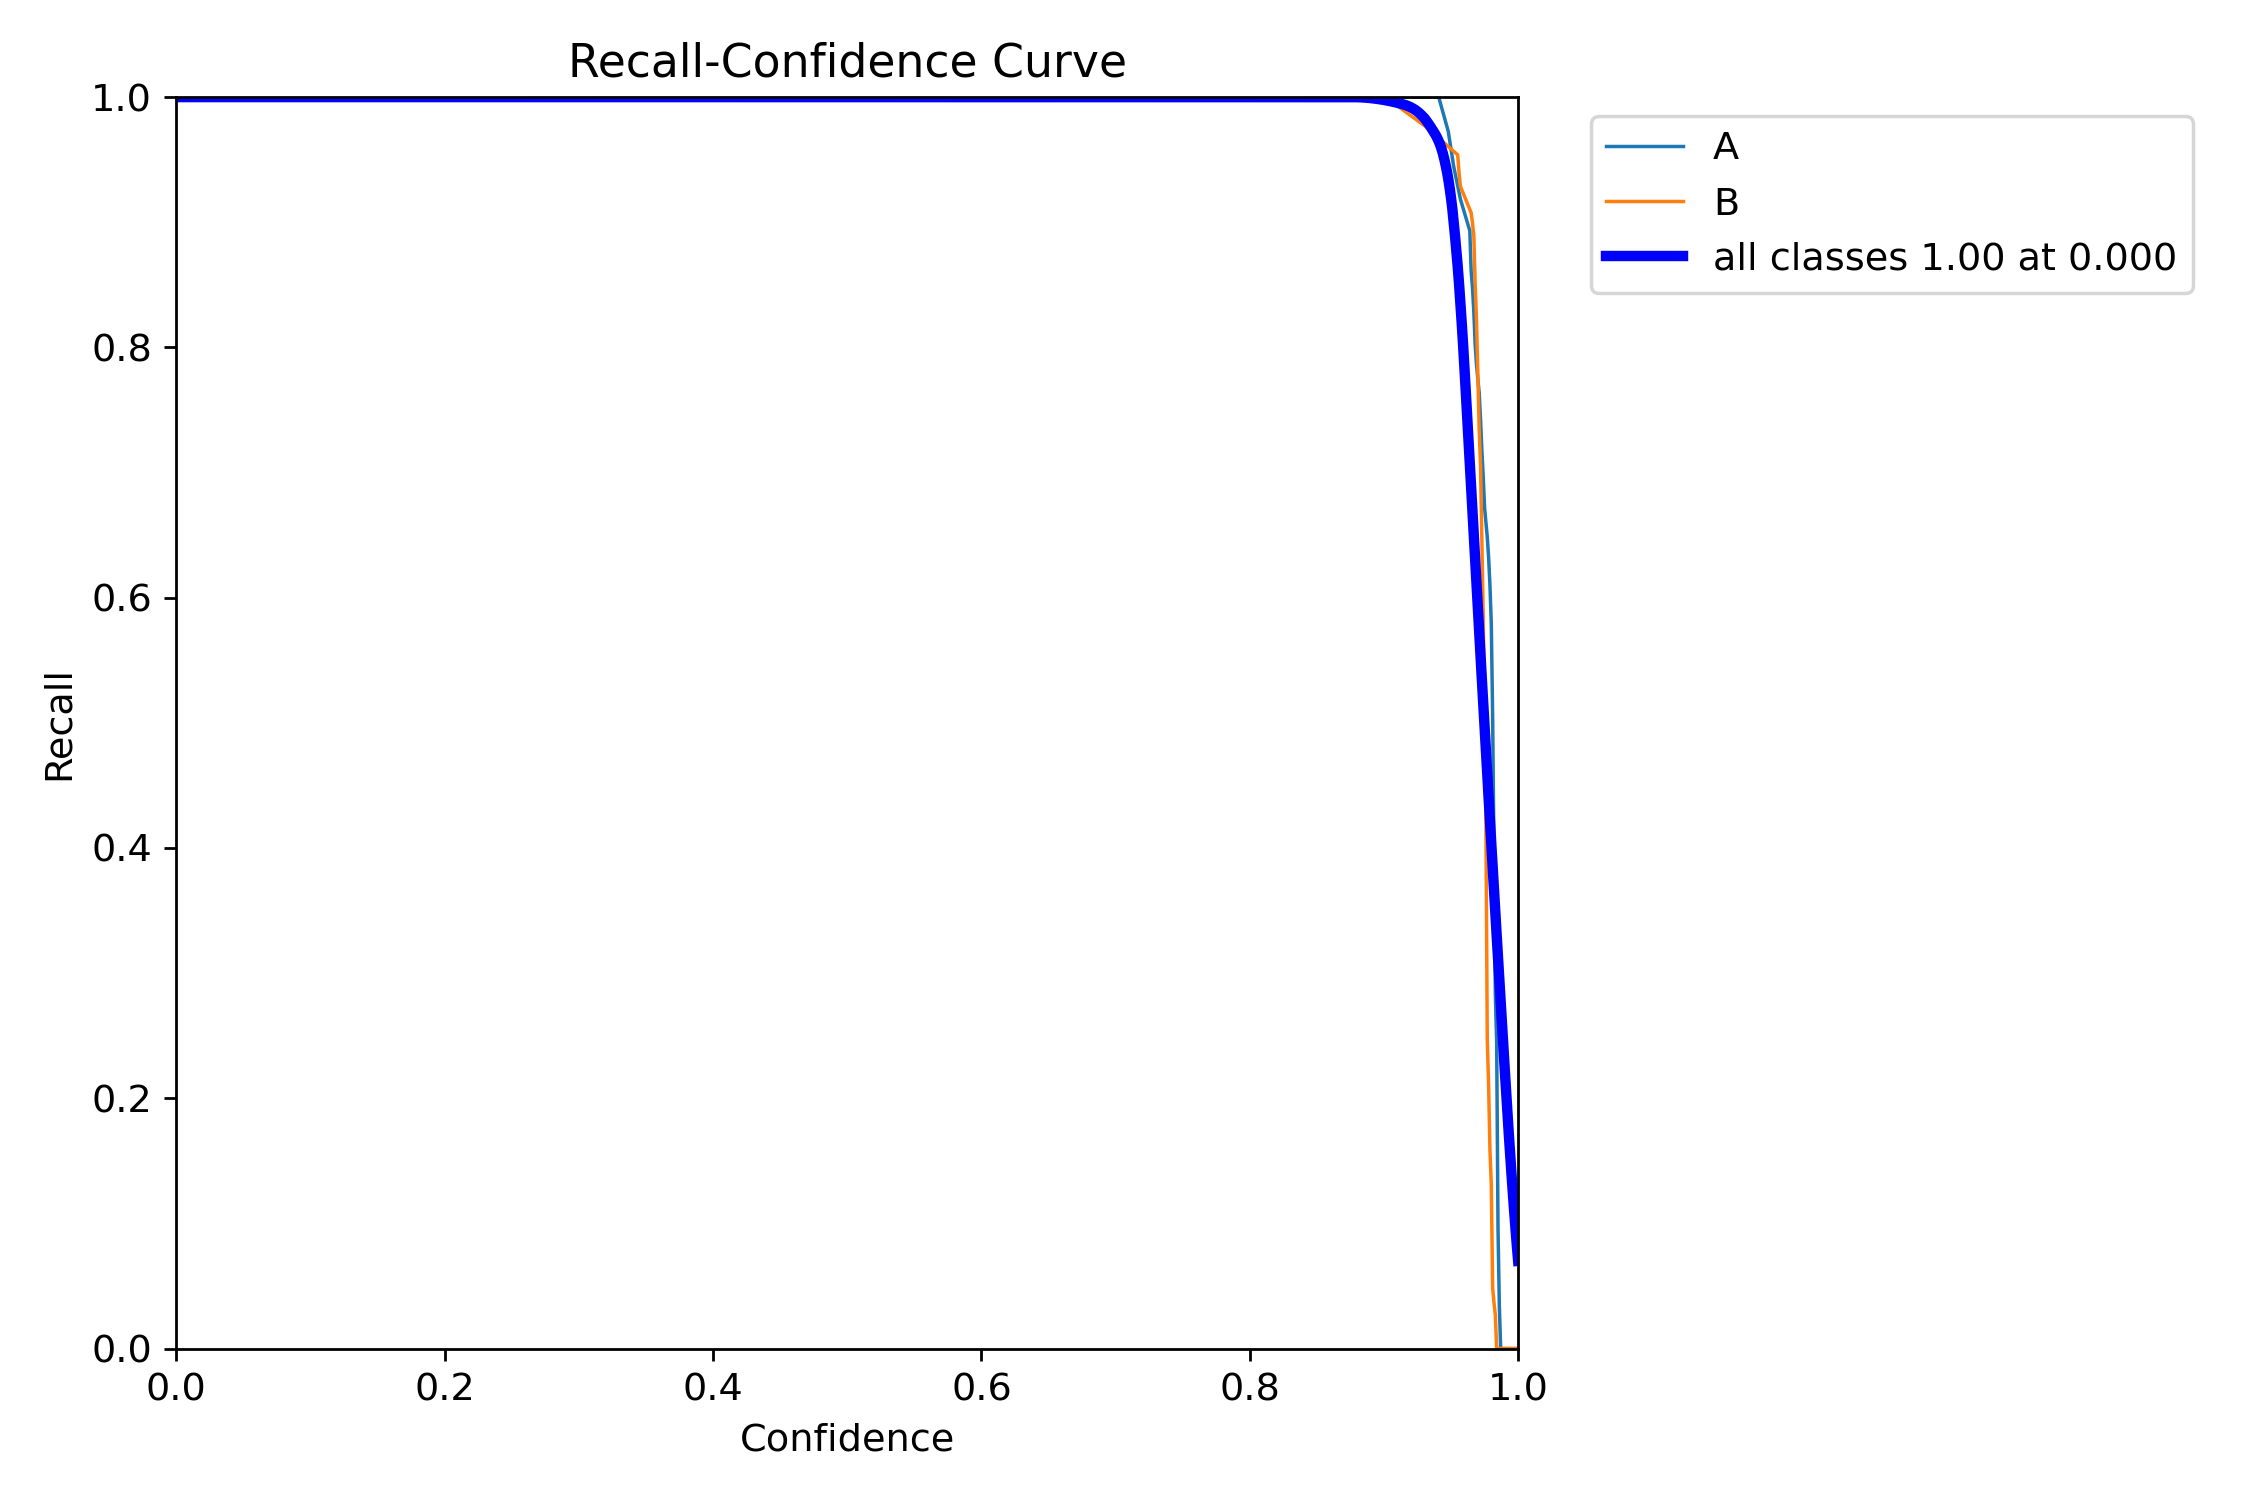 Recall-Confidence Curve
1.0
0.8
0.6
0.4
0.2
0.0
Recall
0.0 0.2 0.4 0.6 0.8 1.0
Confidence
A
B
all classes 1.00 at 0.000